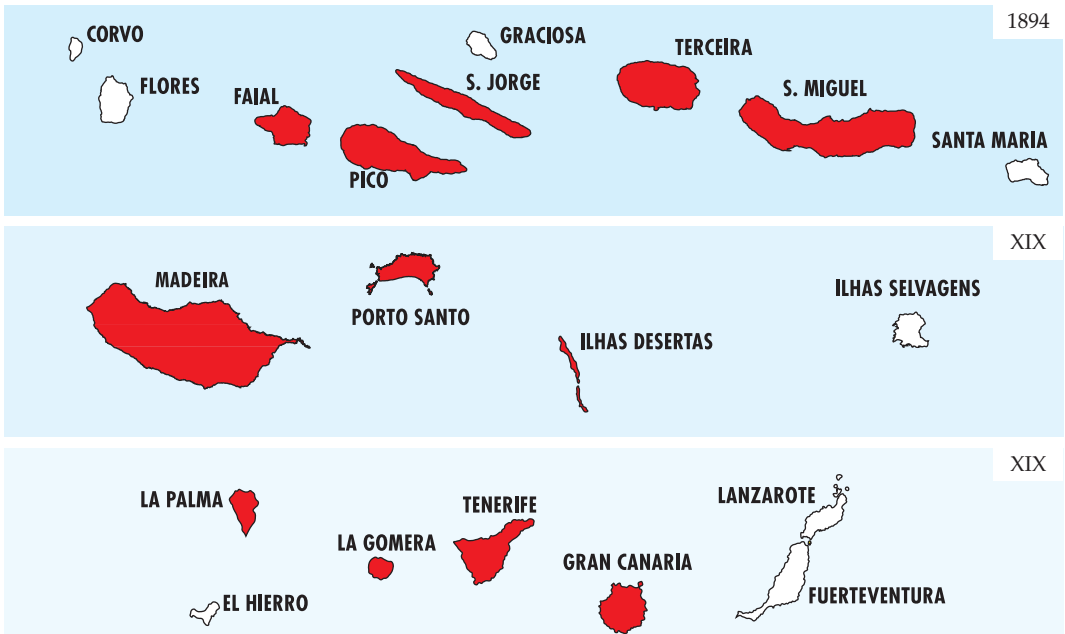 1894
CORVO
GRACIOSA
TERCEIRA
FLORES
S. JORGE
FAIAL
S. MIGUEL
SANTA MARIA
PICO
XIX
MADEIRA
ILHAS SELVAGENS
PORTO SANTO
ILHAS DESERTAS
XIX
LA PALMA
TENERIFE
LANZAROTE
LA GOMERA
GRAN CANARIA
EL HIERRO
FUERTEVENTURA